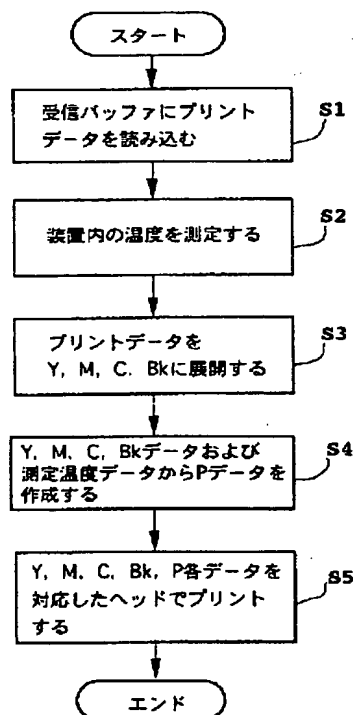 スタート
受信バッファにプリント
データを読み込む
S1
装置内の温度を測定する
S2
プリントデータを
Y, M, C. Bkに展開する
S3
Y, M, C, Bkデータおよび
測定温度データからPデータを
作成する
S4
Y, M, C, Bk, P各データを
対応したヘッドでプリント
する
S5
エンド